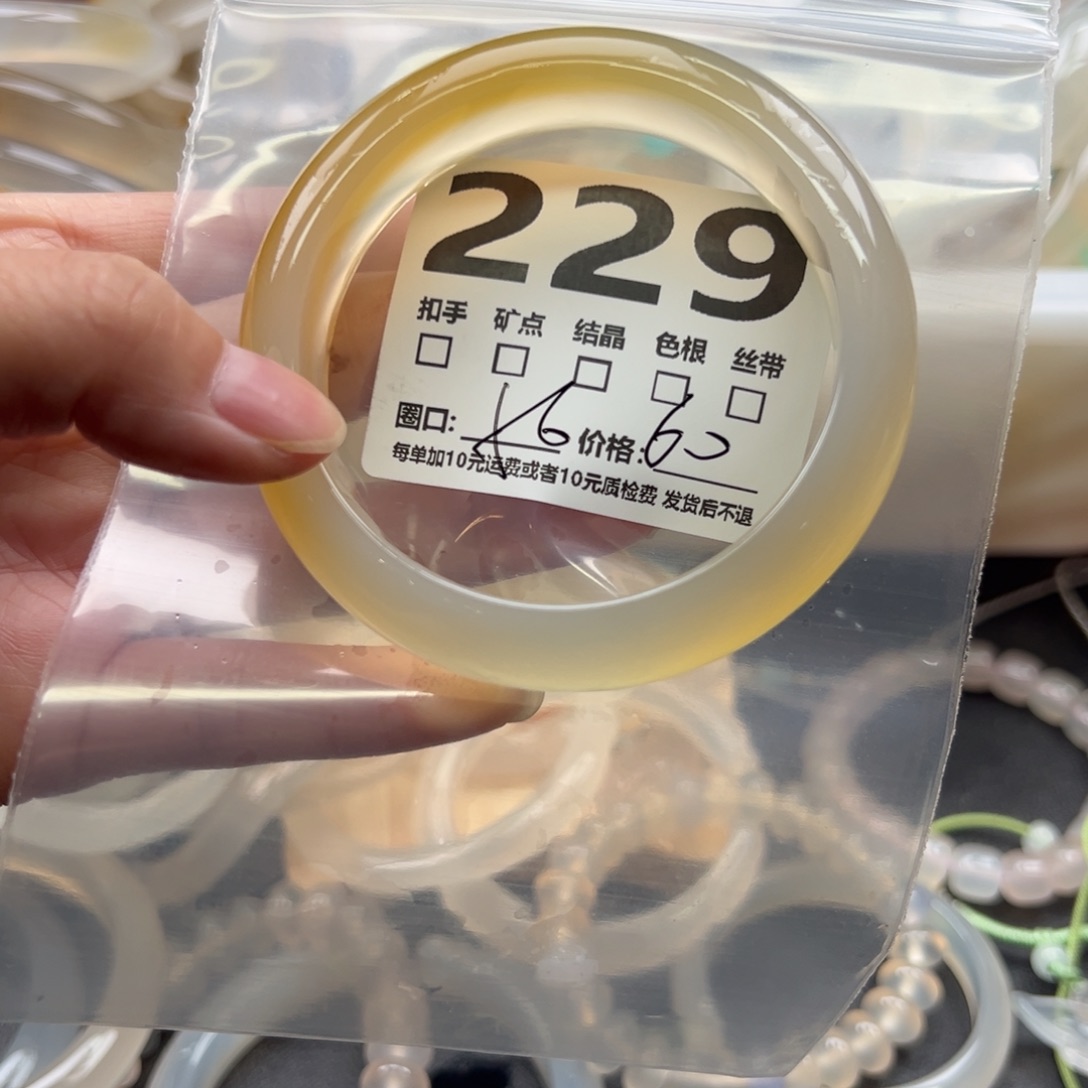 229
扣手 矿点 结晶 色根 丝带
圈口: 56 价格: 60
每单加10元运费或者10元质检费 发货后不退